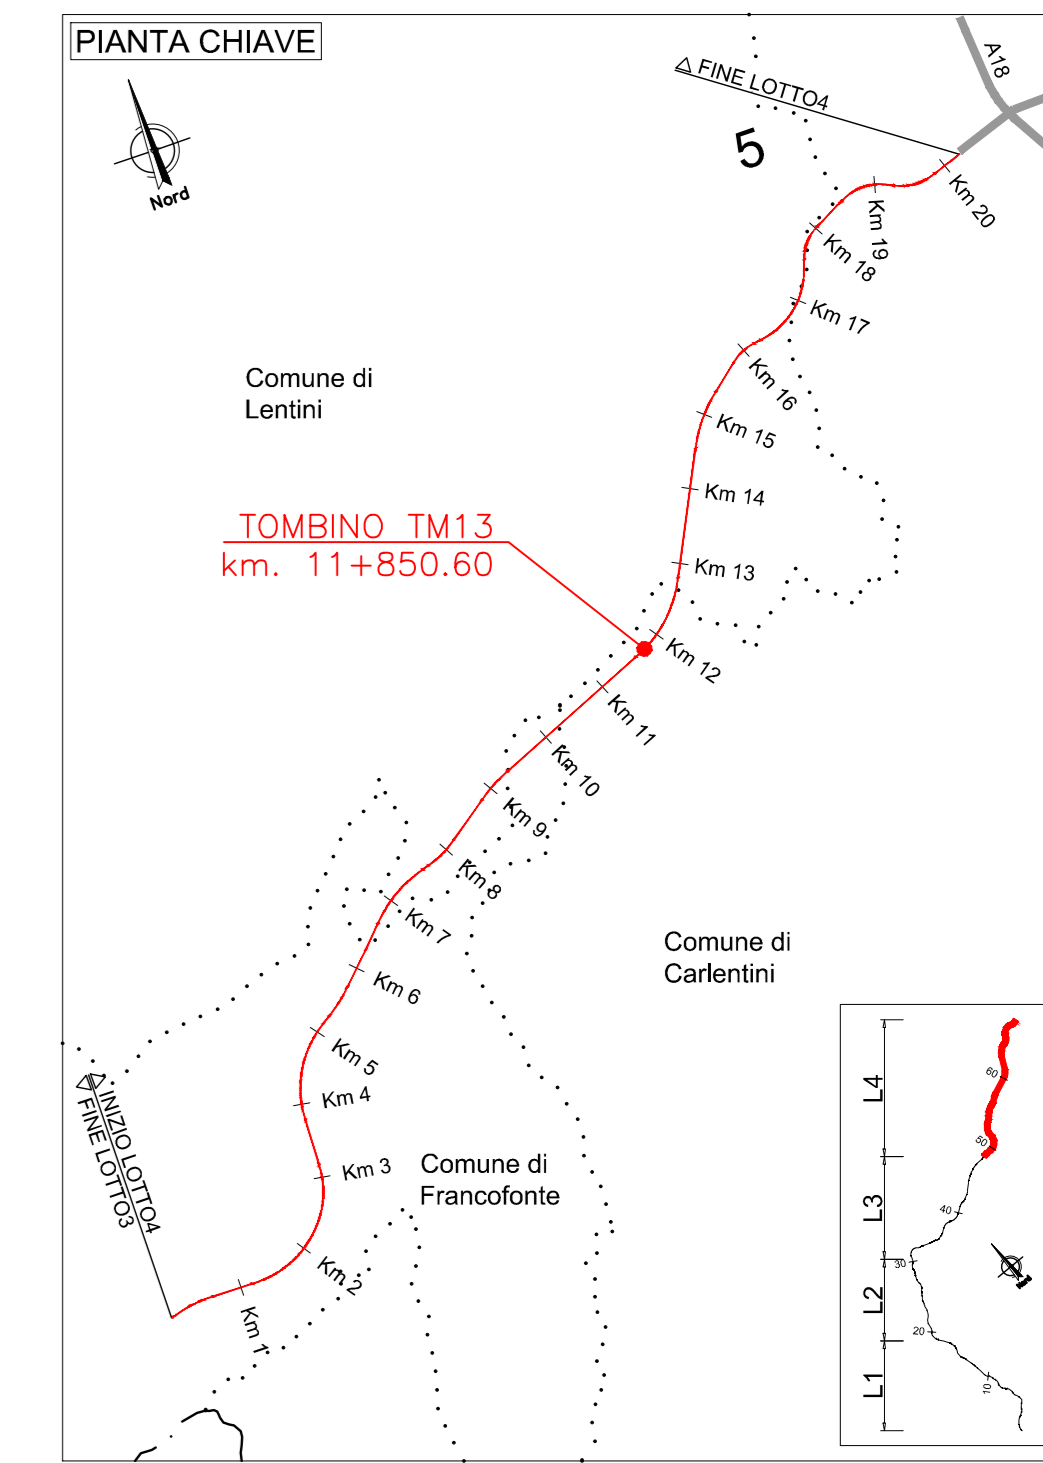 PIANTA CHIAVE
Nord
FINE LOTTO4
A18
5
Km 20
Km 19
Km 18
Km 17
Km 16
Km 15
Km 14
Km 13
Km 12
Km 11
Km 10
Km 9
Km 8
Km 7
Km 6
Km 5
Km 4
Km 3
Km 2
Km 1
Comune di
Lentini
TOMBINO TM13
km. 11+850.60
Comune di
Carlentini
Comune di
Francofonte
INIZIO LOTTO4
FINE LOTTO3
L4
L3
L2
L1
60
50
40
30
20
10